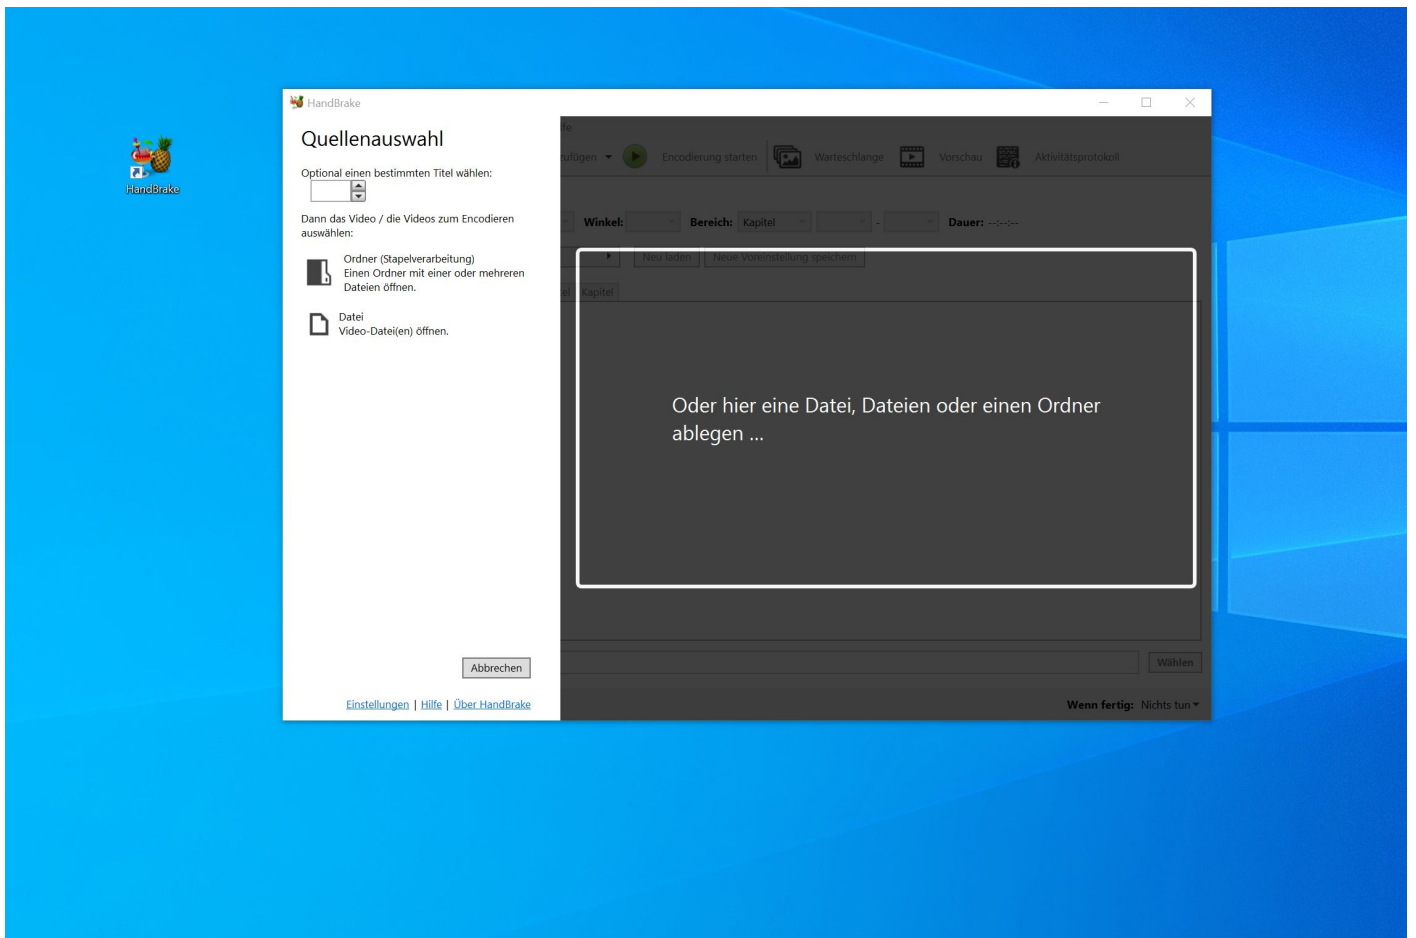 HandBrake
HandBrake
Quellenauswahl
Optional einen bestimmten Titel wählen:
Dann das Video / die Videos zum Encodieren
auswählen:
Ordner (Stapelverarbeitung)
Einen Ordner mit einer oder mehreren
Dateien öffnen.
Datei
Video-Datei(en) öffnen.
Abbrechen
Einstellungen | Hilfe | Über HandBrake
Encodierung starten Warteschlange Vorschau Aktivitätsprotokoll
Winkel: Bereich: Kapitel - Dauer: --:--:--
Neu laden Neue Voreinstellung speichern
Kapitel
Oder hier eine Datei, Dateien oder einen Ordner
ablegen ...
Wählen
Wenn fertig: Nichts tun